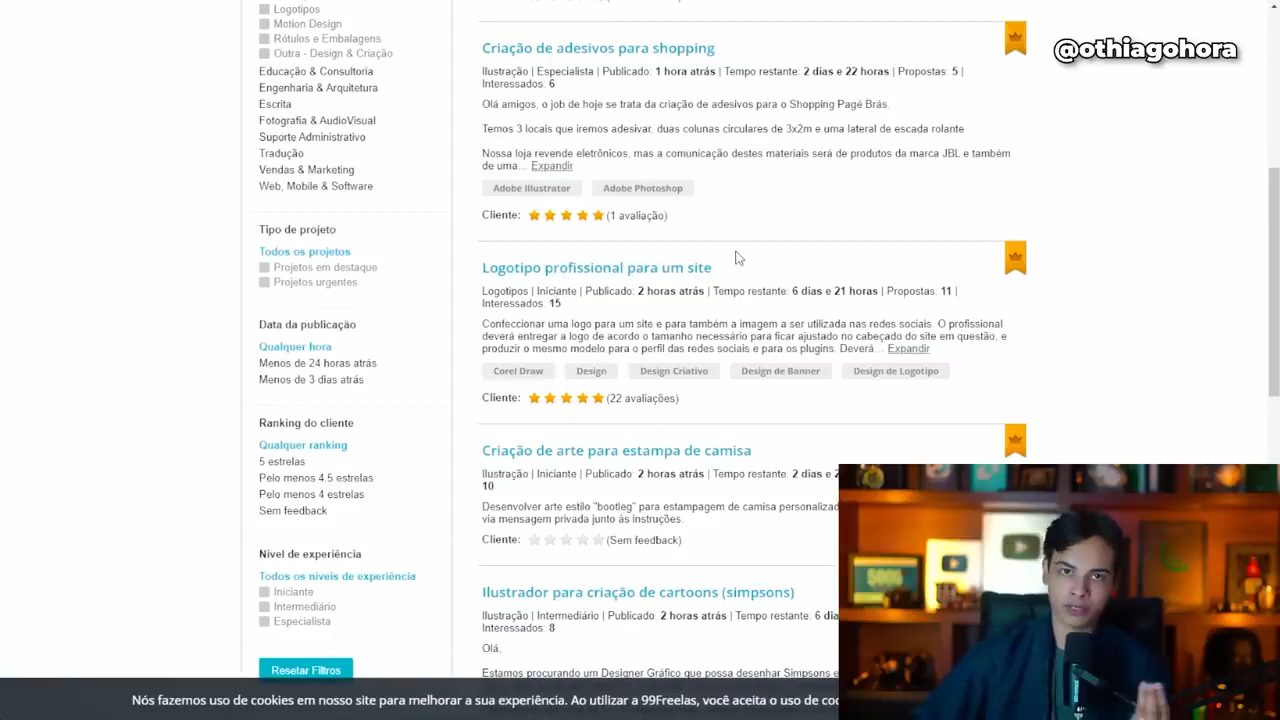 Logotipos
Motion Design
Rótulos e Embalagens
Outra - Design & Criação
Educação & Consultoria
Engenharia & Arquitetura
Escrita
Fotografia & AudioVisual
Suporte Administrativo
Tradução
Vendas & Marketing
Web, Mobile & Software
Tipo de projeto
Todos os projetos
Projetos em destaque
Projetos urgentes
Data da publicação
Qualquer hora
Menos de 24 horas atrás
Menos de 3 dias atrás
Ranking do cliente
Qualquer ranking
5 estrelas
Pelo menos 4.5 estrelas
Pelo menos 4 estrelas
Sem feedback
Nível de experiência
Todos os níveis de experiência
Iniciante
Intermediário
Especialista
Resetar Filtros
@othiagohora
Criação de adesivos para shopping
Ilustração | Especialista | Publicado: 1 hora atrás | Tempo restante: 2 dias e 22 horas | Propostas: 5 |
Interessados: 6
Olá amigos, o job de hoje se trata da criação de adesivos para o Shopping Pagé Brás.
Temos 3 locais que iremos adesivar, duas colunas circulares de 3x2m e uma lateral de escada rolante
Nossa loja revende eletrônicos, mas a comunicação destes materiais será de produtos da marca JBL e também
de uma... Expandir
Adobe Illustrator Adobe Photoshop
Cliente: (1 avaliação)
Logotipo profissional para um site
Logotipos | Iniciante | Publicado: 2 horas atrás | Tempo restante: 6 dias e 21 horas | Propostas: 11 |
Interessados: 15
Confeccionar uma logo para um site e para também a imagem a ser utilizada nas redes sociais. O profissional
deverá entregar a logo de acordo o tamanho necessário para ficar ajustado no cabeçado do site em questão, e
produzir o mesmo modelo para o perfil das redes sociais e para os plugins. Deverá... Expandir
Corel Draw Design Design Criativo Design de Banner Design de Logotipo
Cliente: (22 avaliações)
Criação de arte para estampa de camisa
Ilustração | Iniciante | Publicado: 2 horas atrás | Tempo restante: 2 dias e 2
10
Desenvolver arte estilo "bootleg" para estampagem de camisa personaliza
via mensagem privada junto às instruções.
Cliente: (Sem feedback)
Ilustrador para criação de cartoons (simpsons)
Ilustração | Intermediário | Publicado: 2 horas atrás | Tempo restante: 6 dia
Interessados: 8
Olá,
Estamos procurando um Designer Gráfico que possa desenhar Simpsons e
Nós fazemos uso de cookies em nosso site para melhorar a sua experiência. Ao utilizar a 99Freelas, você aceita o uso de coo